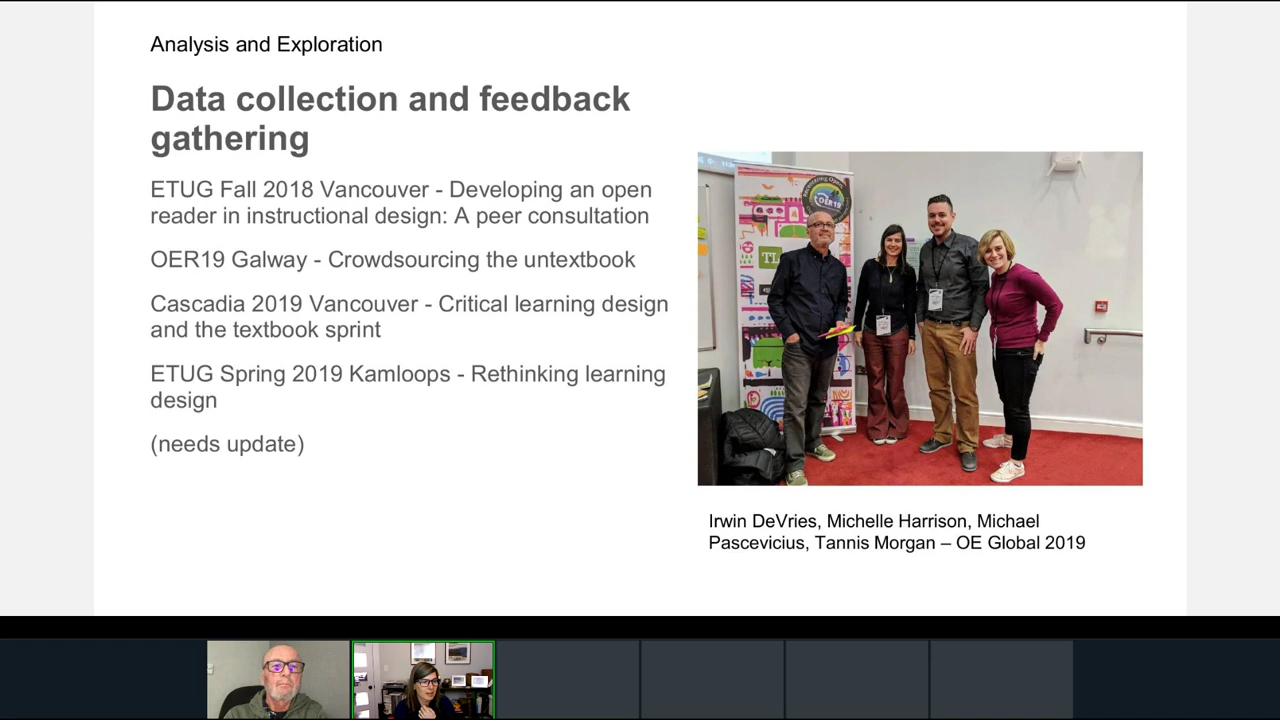 Analysis and Exploration
Data collection and feedback
gathering
ETUG Fall 2018 Vancouver - Developing an open
reader in instructional design: A peer consultation
OER19 Galway - Crowdsourcing the untextbook
Cascadia 2019 Vancouver - Critical learning design
and the textbook sprint
ETUG Spring 2019 Kamloops - Rethinking learning
design
(needs update)
OER19
TL
Irwin DeVries, Michelle Harrison, Michael
Pascevicius, Tannis Morgan – OE Global 2019